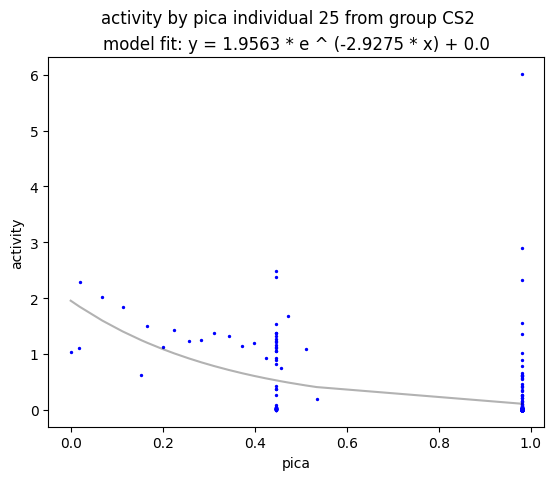 activity by pica individual 25 from group CS2
model fit: y = 1.9563 * e ^ (-2.9275 * x) + 0.0
6
5
4
3
2
1
0
activity
0.0 0.2 0.4 0.6 0.8 1.0
pica